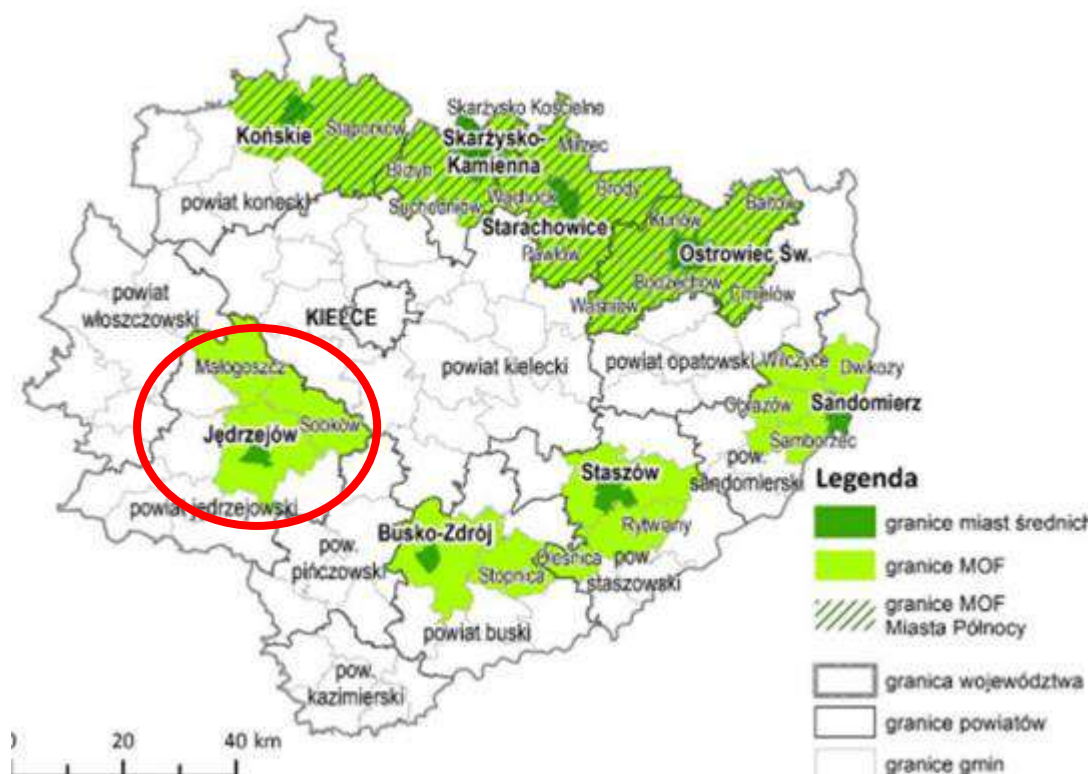 Skarżysko Kościelne
Końskie
Stąporków
Skarżysko-
Kamienna
Mirzec
Bliżyn
Wąchock
Brody
Bałtów
powiat konecki
Suchedniów
Kunów
Starachowice
Ostrowiec Św.
Pawłów
Bodzechów
powiat
włoszczowski
Waśniów
Ćmielów
KIELCE
powiat kielecki
powiat opatowski
Wilczyce
Dwikozy
Małogoszcz
Obrazów
Sandomierz
Sobków
Jędrzejów
Samborzec
Staszów
pow.
sandomierski
powiat jędrzejowski
Rytwiany
Busko-Zdrój
pow.
pińczowski
Oleśnica
Stopnica
pow.
staszowski
powiat buski
pow.
kazimierski
Legenda
granice miast średnich
granice MOF
granice MOF
Miasta Północy
granica województwa
granice powiatów
granice gmin
0 20 40 km